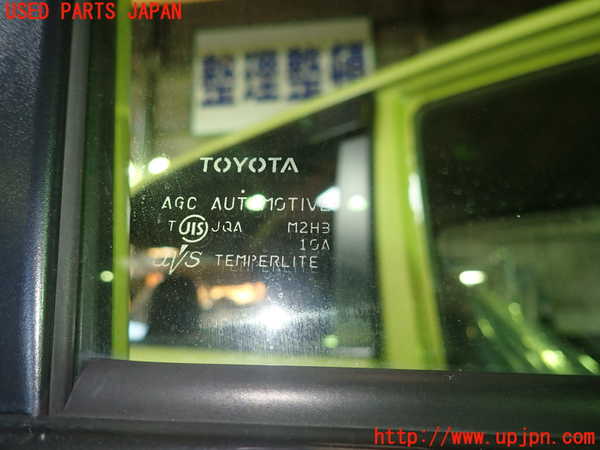 USED PARTS JAPAN
整理整頓
TOYOTA
AGC AUTOMOTIVE
T JIS JQA M2H3
10A
UVS TEMPERLITE
http://www.upjpn.com/